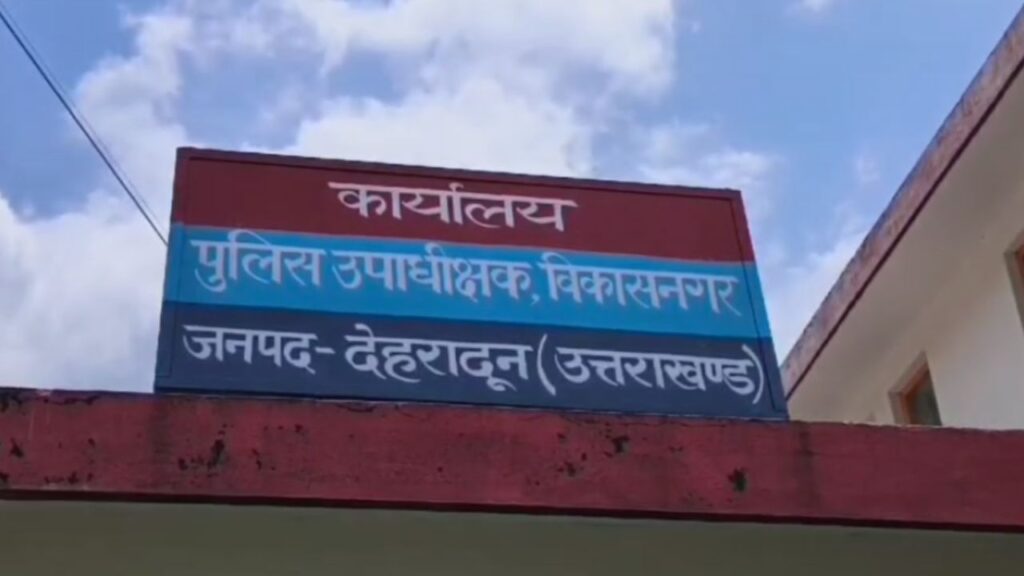 कार्यालय
पुलिस उपाधीक्षक, विकासनगर
जनपद- देहरादून (उत्तराखण्ड)